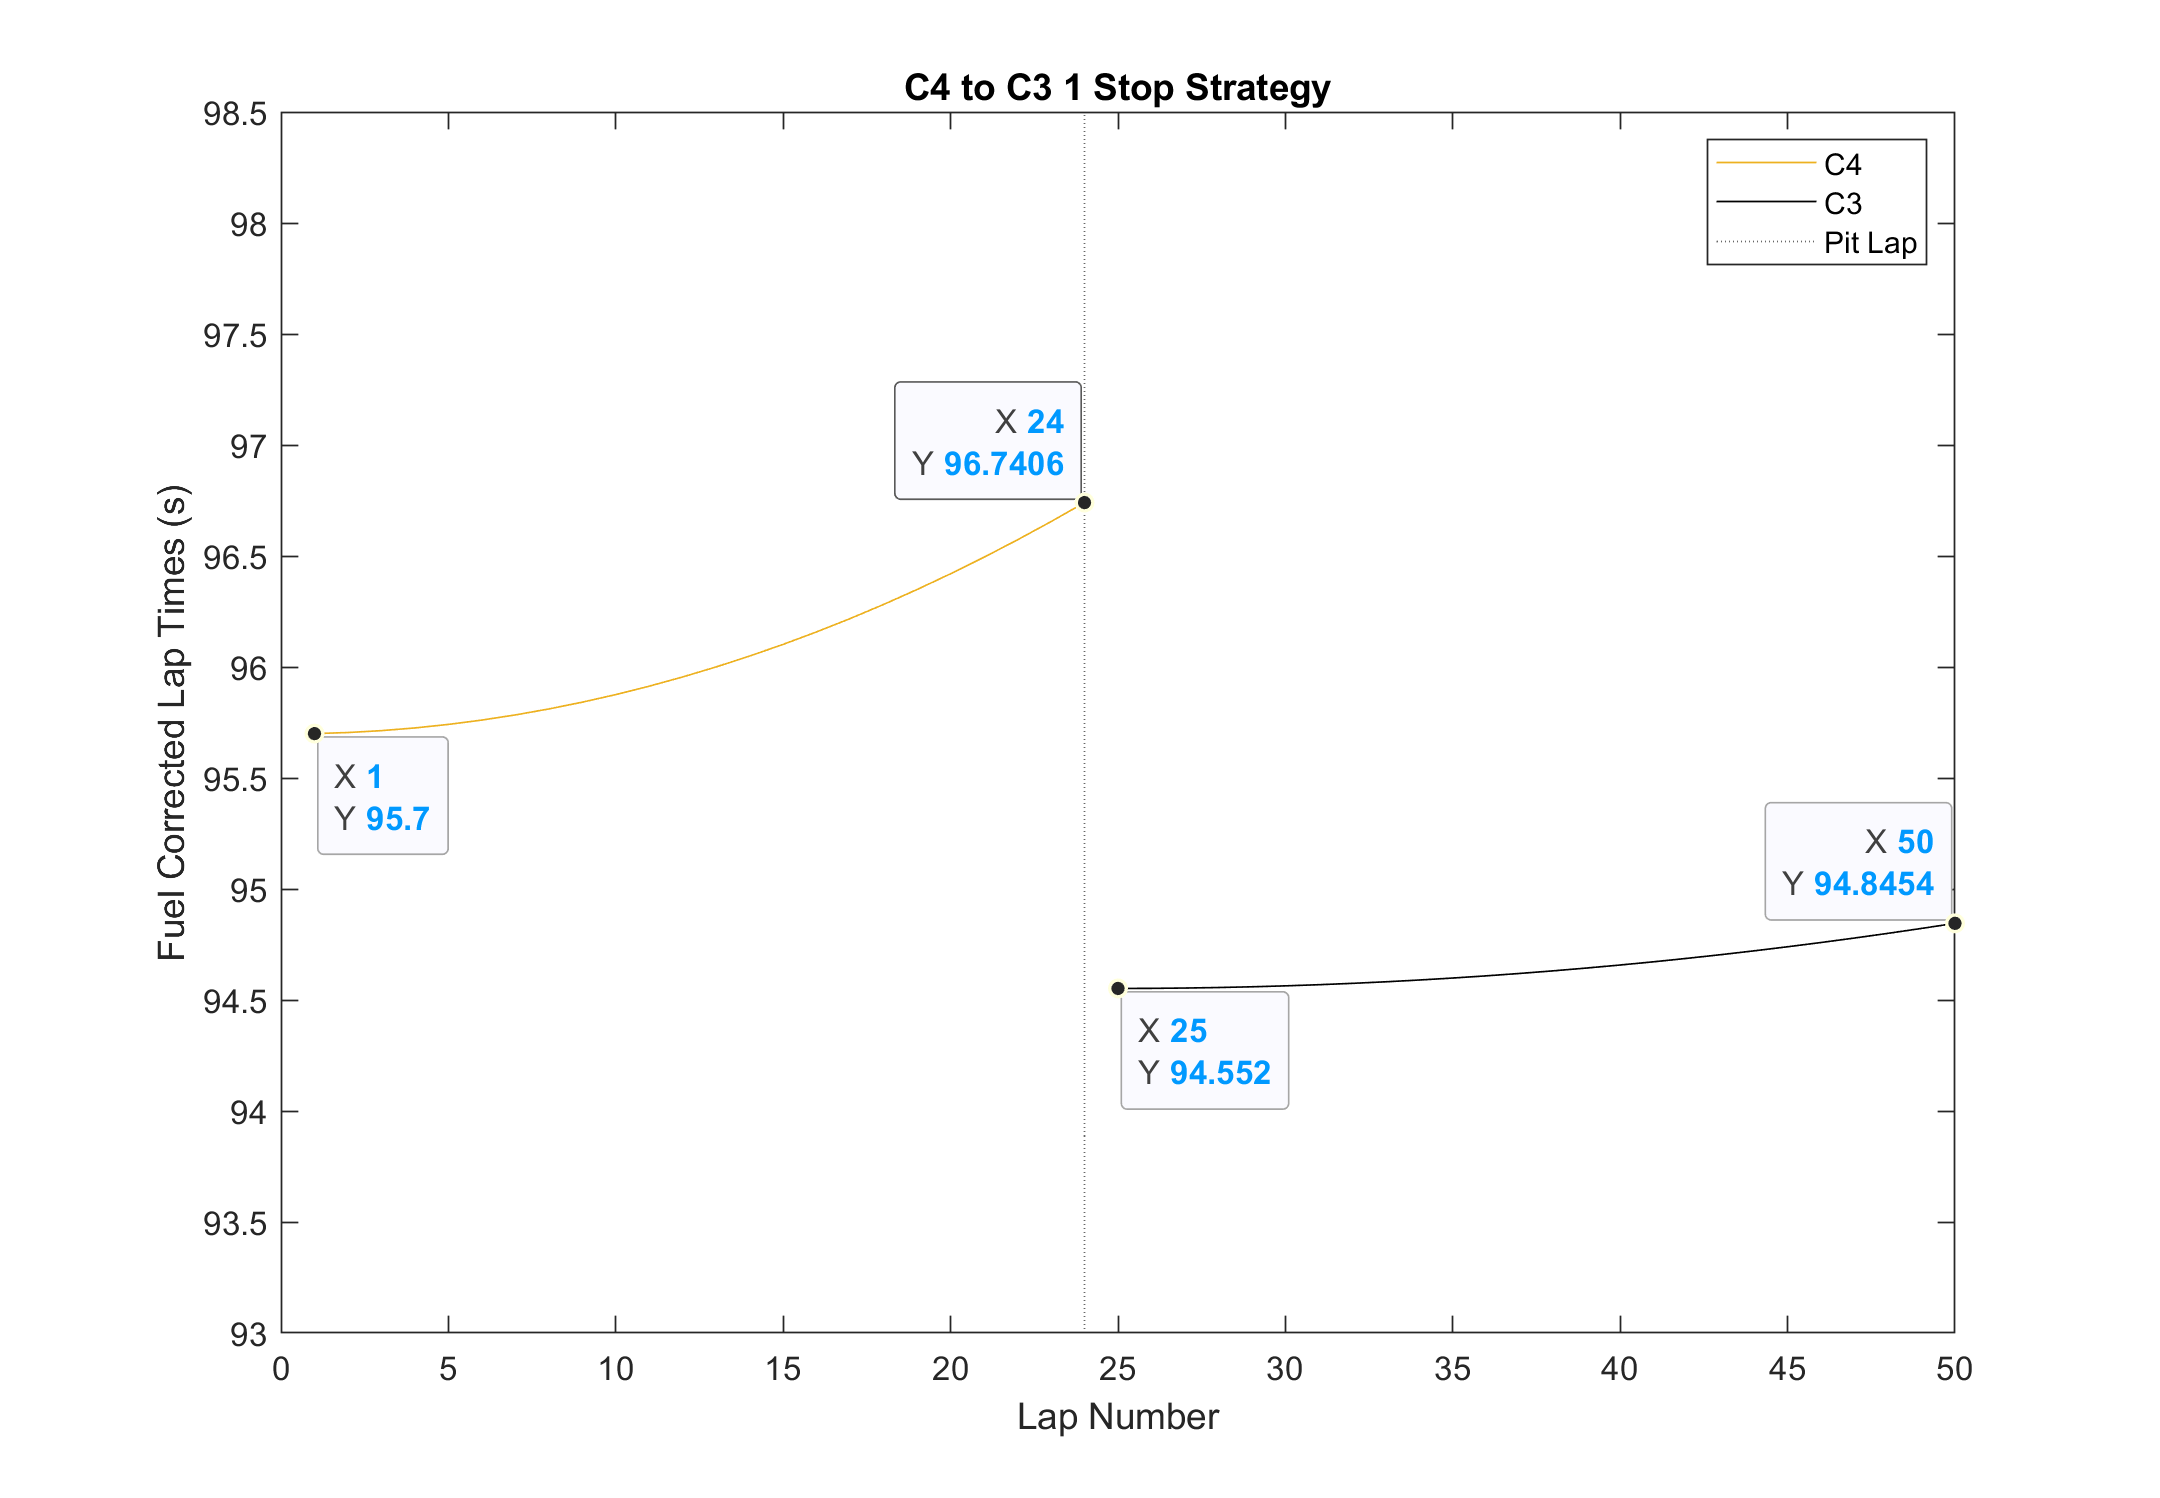 C4 to C3 1 Stop Strategy
98.5
98
97.5
97
96.5
96
95.5
95
94.5
94
93.5
93
Fuel Corrected Lap Times (s)
C4
C3
Pit Lap
X 24
Y 96.7406
X 1
Y 95.7
X 50
Y 94.8454
X 25
Y 94.552
0 5 10 15 20 25 30 35 40 45 50
Lap Number